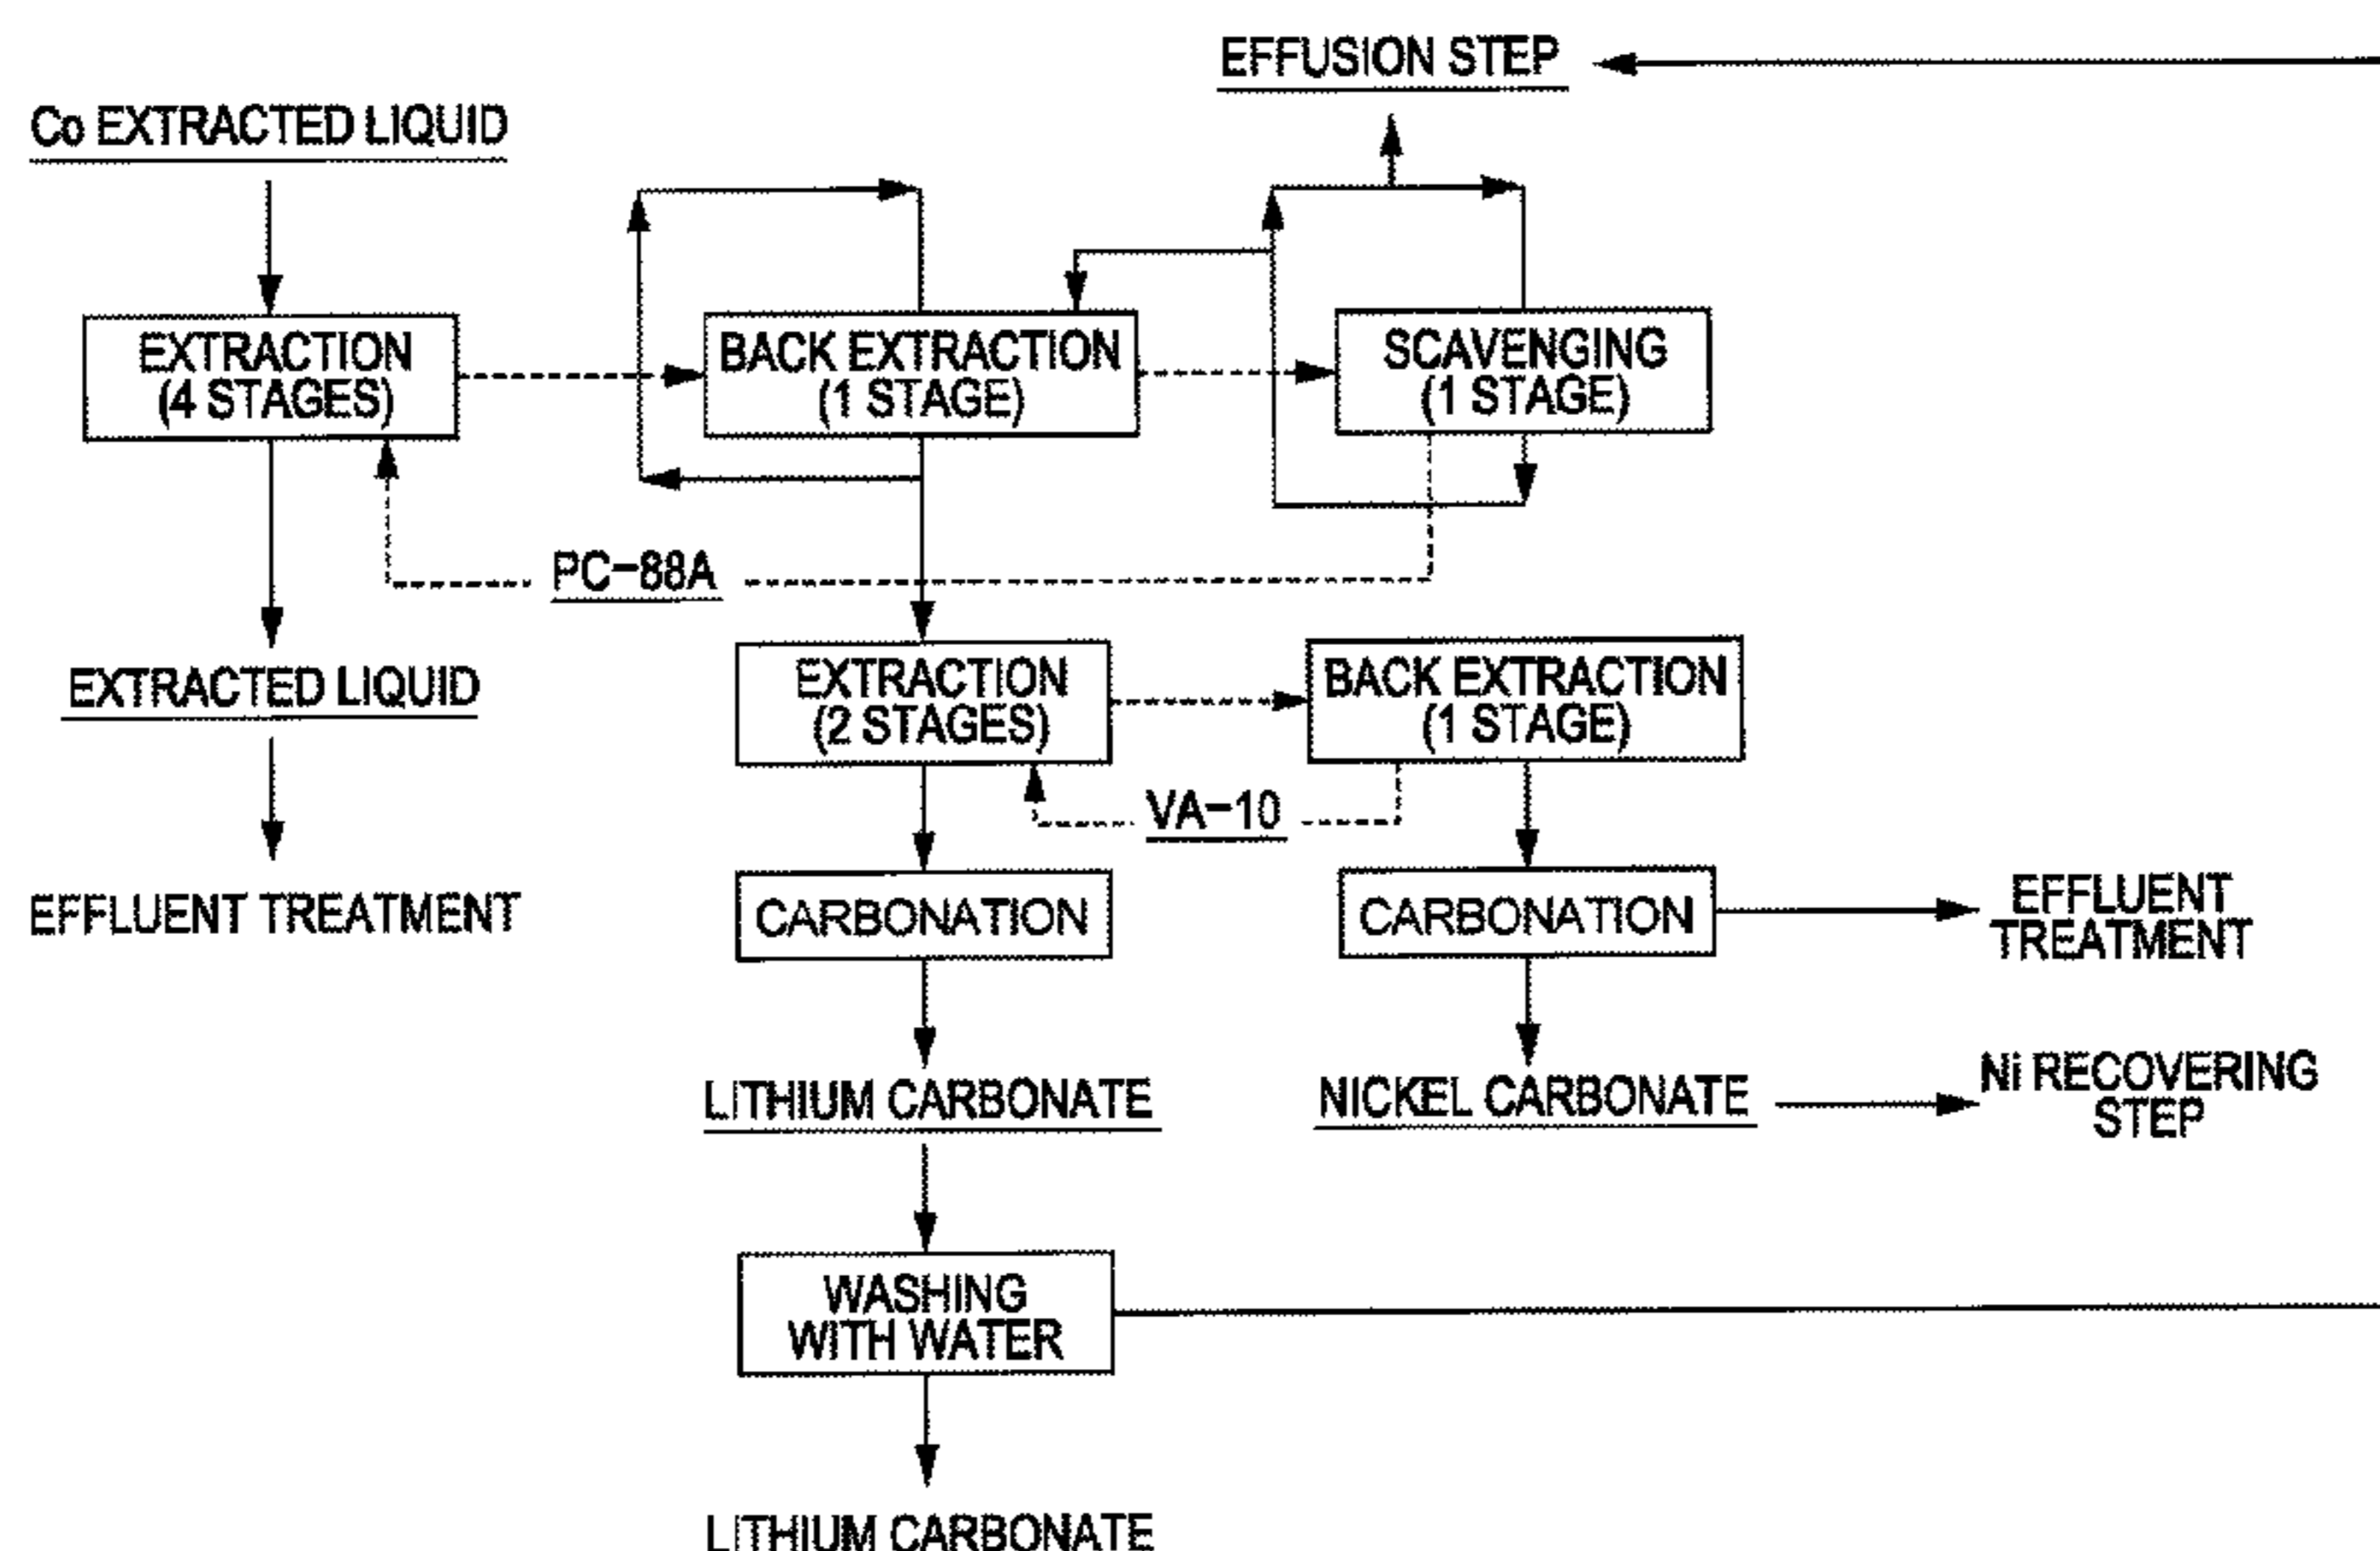 EFFUSION STEP
Co EXTRACTED LIQUID
EXTRACTION
(4 STAGES)
BACK EXTRACTION
(1 STAGE)
SCAVENGING
(1 STAGE)
PC-88A
EXTRACTED LIQUID
EXTRACTION
(2 STAGES)
BACK EXTRACTION
(1 STAGE)
VA-10
EFFLUENT TREATMENT
CARBONATION
CARBONATION
EFFLUENT
TREATMENT
LITHIUM CARBONATE
NICKEL CARBONATE
Ni RECOVERING
STEP
WASHING
WITH WATER
LITHIUM CARBONATE